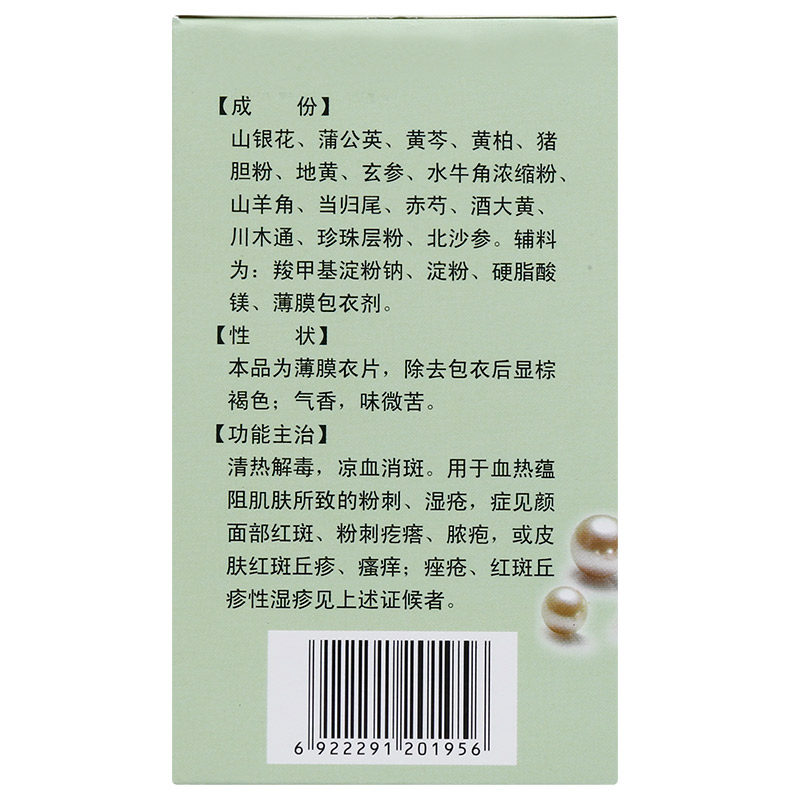 【成　份】
山银花、蒲公英、黄芩、黄柏、猪
胆粉、地黄、玄参、水牛角浓缩粉、
山羊角、当归尾、赤芍、酒大黄、
川木通、珍珠层粉、北沙参。辅料
为：羧甲基淀粉钠、淀粉、硬脂酸
镁、薄膜包衣剂。
【性　状】
本品为薄膜衣片，除去包衣后显棕
褐色；气香，味微苦。
【功能主治】
清热解毒，凉血消斑。用于血热蕴
阻肌肤所致的粉刺、湿疮，症见颜
面部红斑、粉刺疙瘩、脓疱，或皮
肤红斑丘疹、瘙痒；痤疮、红斑丘
疹性湿疹见上述证候者。
6 922291 201956